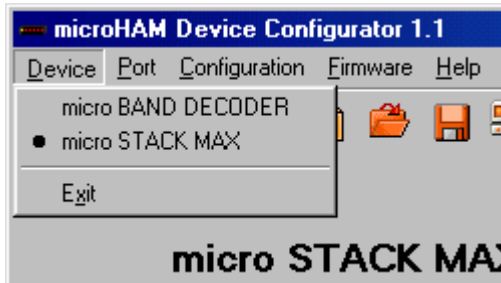 microHAM Device Configurator 1.1
Device Port Configuration Firmware Help
micro BAND DECODER
micro STACK MAX
Exit
micro STACK MAX